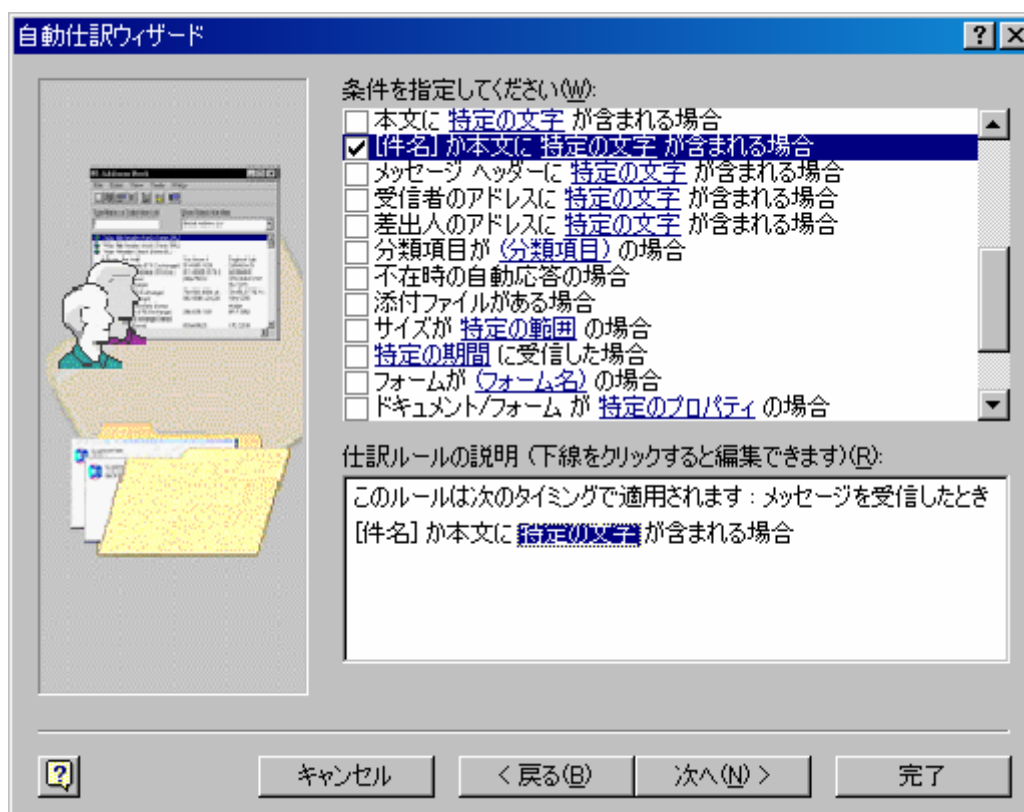 自動仕訳ウィザード
条件を指定してください(W):
本文に 特定の文字 が含まれる場合
[件名] か本文に 特定の文字 が含まれる場合
メッセージ ヘッダーに 特定の文字 が含まれる場合
受信者のアドレスに 特定の文字 が含まれる場合
差出人のアドレスに 特定の文字 が含まれる場合
分類項目が (分類項目) の場合
不在時の自動応答の場合
添付ファイルがある場合
サイズが 特定の範囲 の場合
特定の期間 に受信した場合
フォームが (フォーム名) の場合
ドキュメント/フォーム が 特定のプロパティ の場合
仕訳ルールの説明 (下線をクリックすると編集できます)(R):
このルールは次のタイミングで適用されます : メッセージを受信したとき
[件名] か本文に 特定の文字 が含まれる場合
キャンセル
< 戻る(B)
次へ(N) >
完了